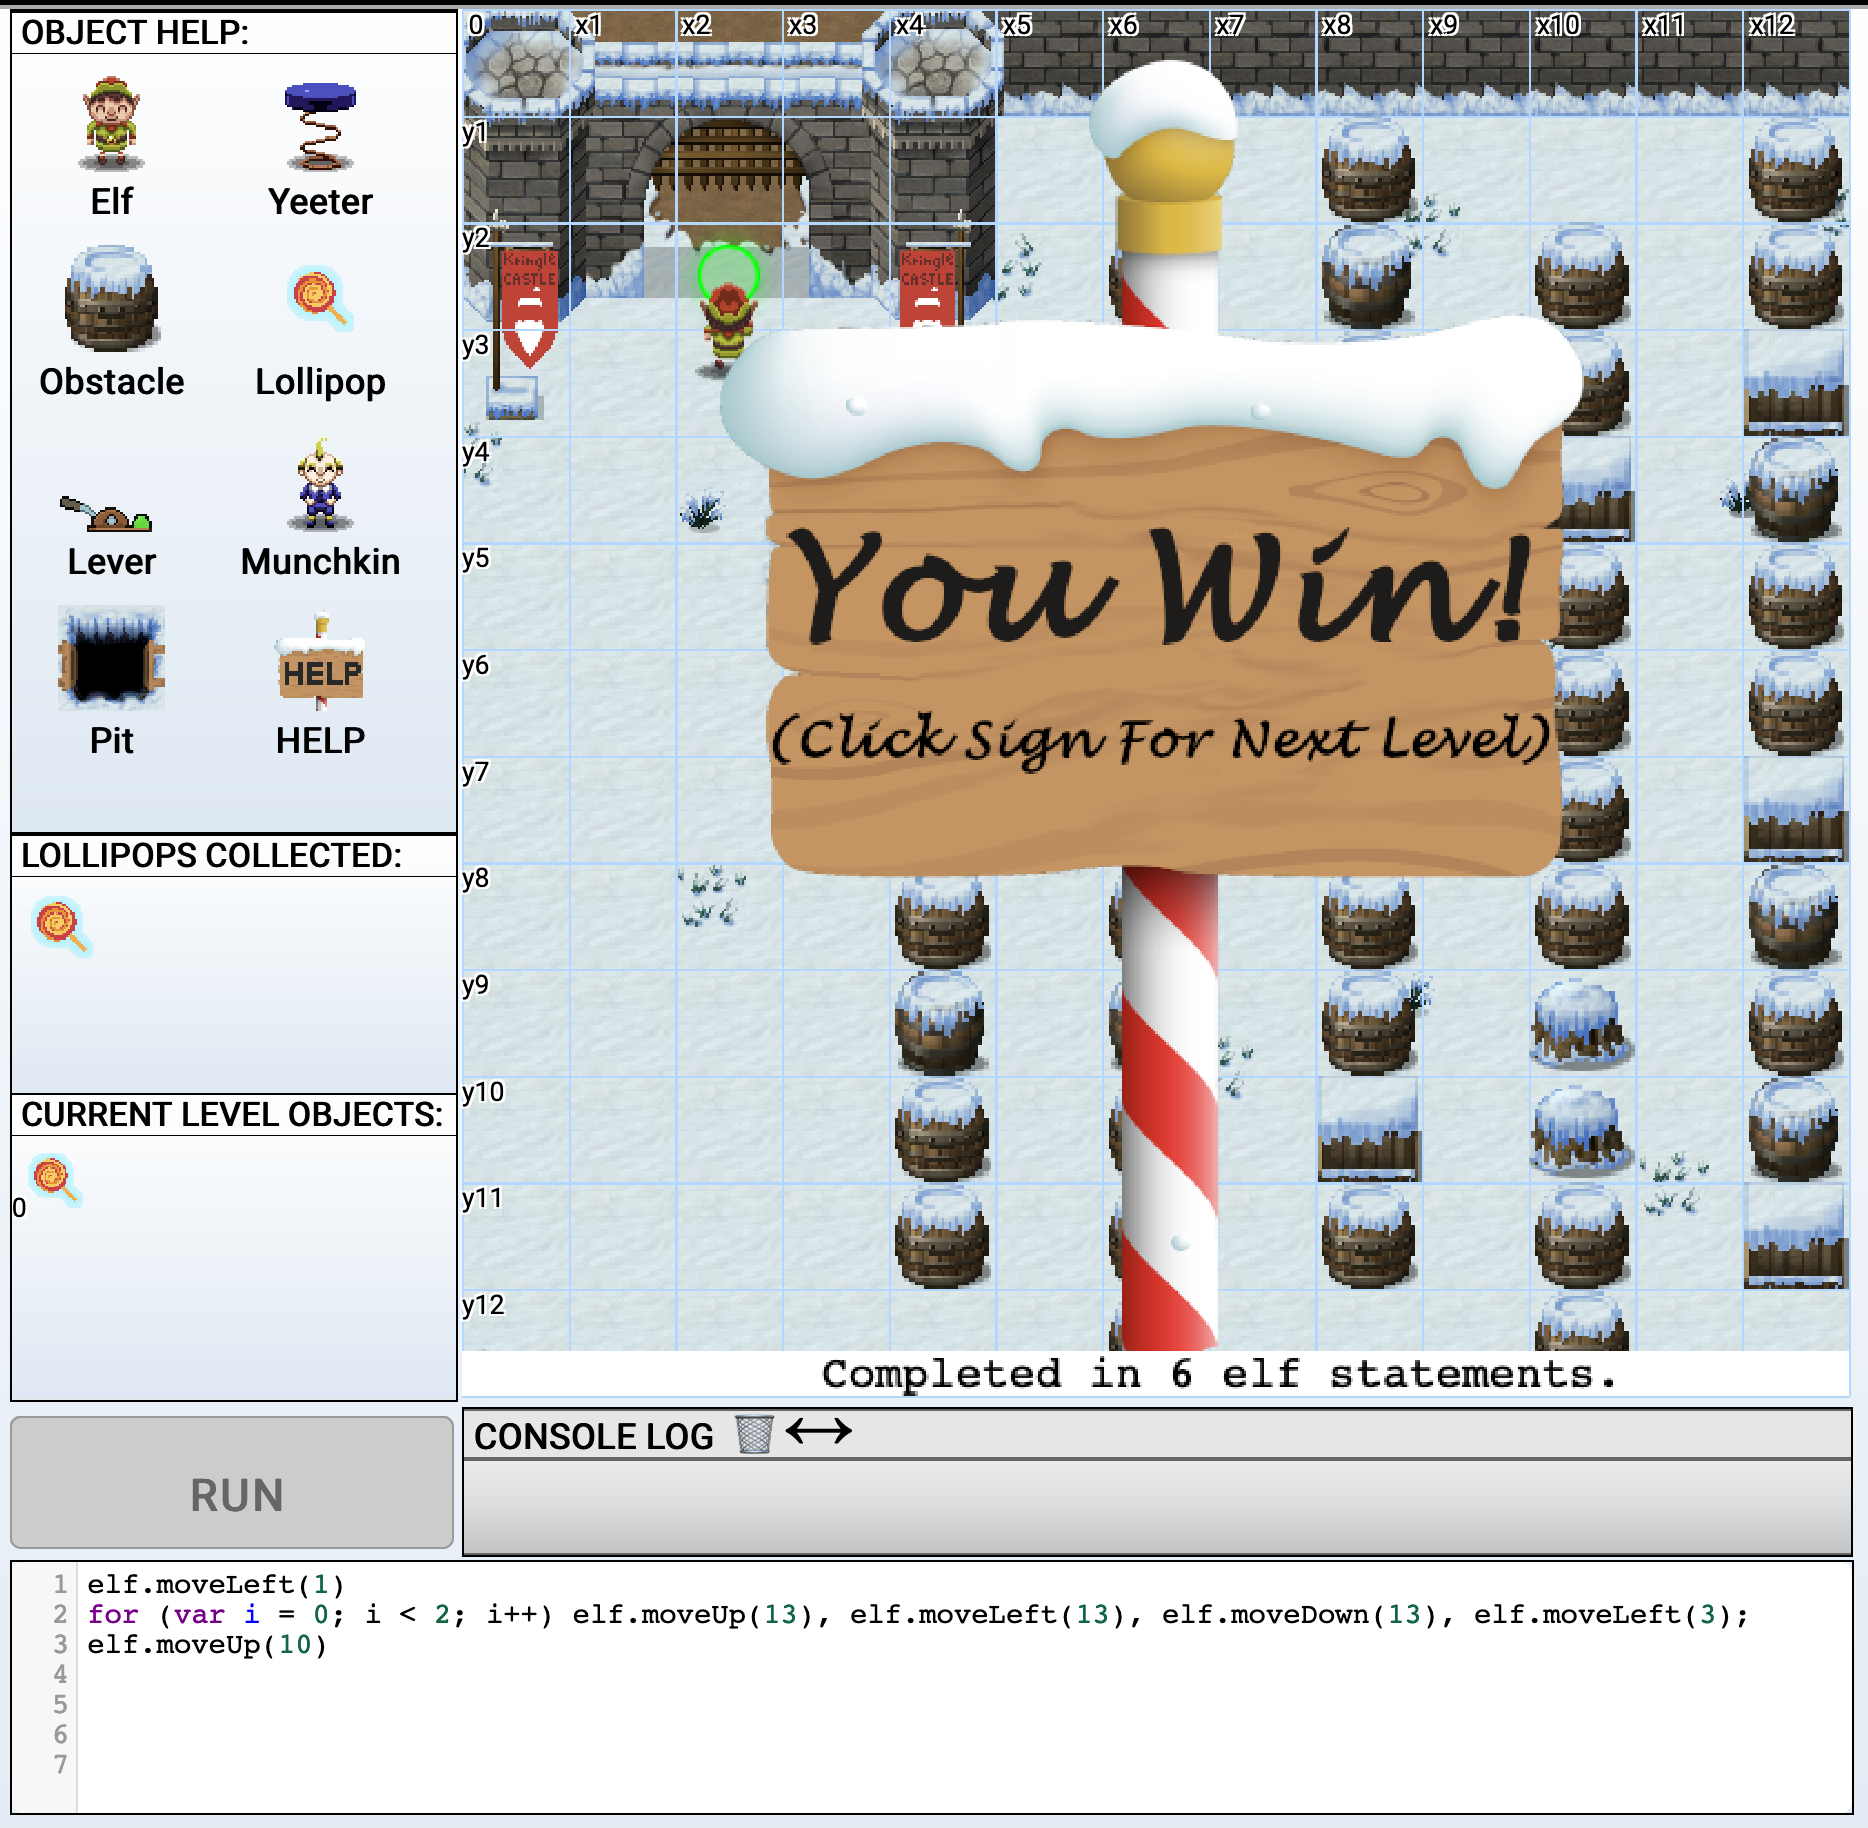 OBJECT HELP:
Elf
Yeeter
Obstacle
Lollipop
Lever
Munchkin
HELP
Pit
HELP
LOLLIPOPS COLLECTED:
CURRENT LEVEL OBJECTS:
0
0 x1 x2 x3 x4 x5 x6 x7 x8 x9 x10 x11 x12
y1
y2
y3
y4
y5
y6
y7
y8
y9
y10
y11
y12
Kringle
CASTLE
Kringle
CASTLE
You Win!
(Click Sign For Next Level)
Completed in 6 elf statements.
RUN
CONSOLE LOG
1 elf.moveLeft(1)
2 for (var i = 0; i < 2; i++) elf.moveUp(13), elf.moveLeft(13), elf.moveDown(13), elf.moveLeft(3);
3 elf.moveUp(10)
4
5
6
7